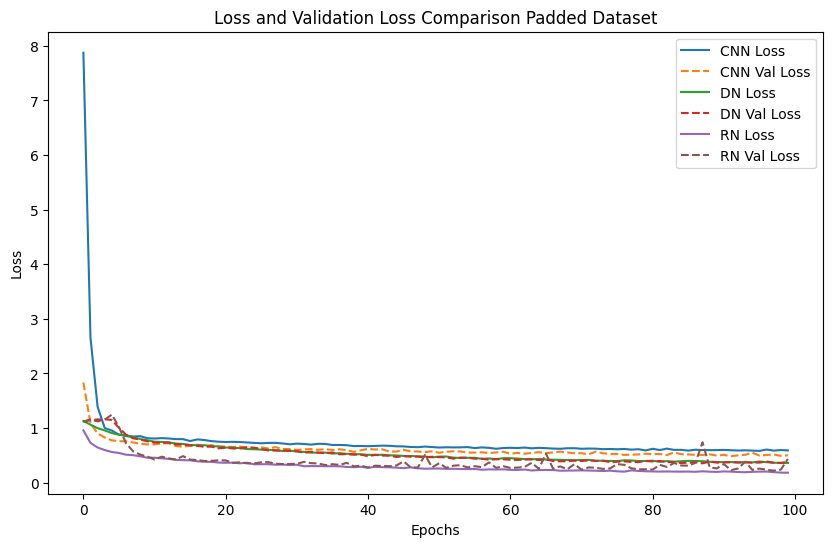 Loss and Validation Loss Comparison Padded Dataset
8
7
6
5
4
3
2
1
0
Loss
CNN Loss
CNN Val Loss
DN Loss
DN Val Loss
RN Loss
RN Val Loss
0 20 40 60 80 100
Epochs